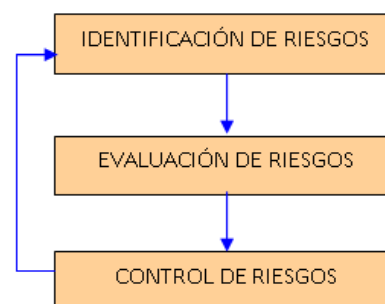 IDENTIFICACIÓN DE RIESGOS
EVALUACIÓN DE RIESGOS
CONTROL DE RIESGOS